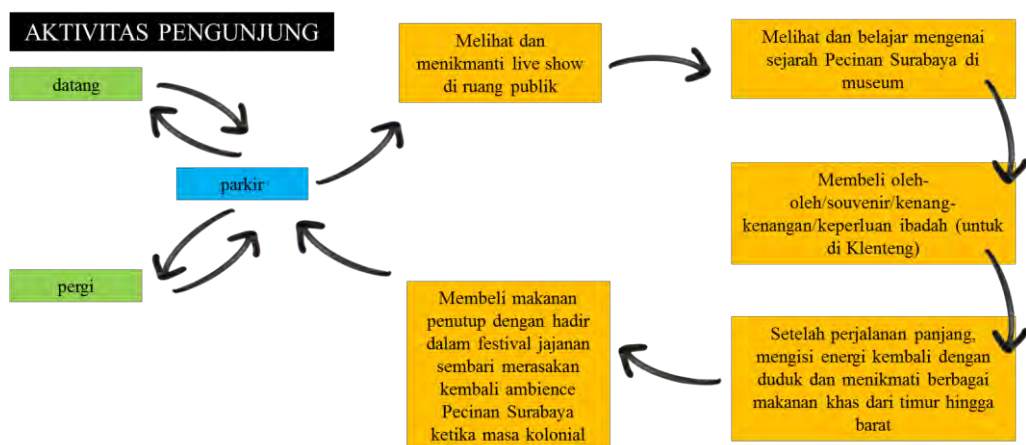 AKTIVITAS PENGUNJUNG
datang
parkir
pergi
Melihat dan
menikmanti live show
di ruang publik
Melihat dan belajar mengenai
sejarah Pecinan Surabaya di
museum
Membeli oleh-
oleh/souvenir/kenang-
kenangan/keperluan ibadah (untuk
di Klenteng)
Setelah perjalanan panjang,
mengisi energi kembali dengan
duduk dan menikmati berbagai
makanan khas dari timur hingga
barat
Membeli makanan
penutup dengan hadir
dalam festival jajanan
sembari merasakan
kembali ambience
Pecinan Surabaya
ketika masa kolonial